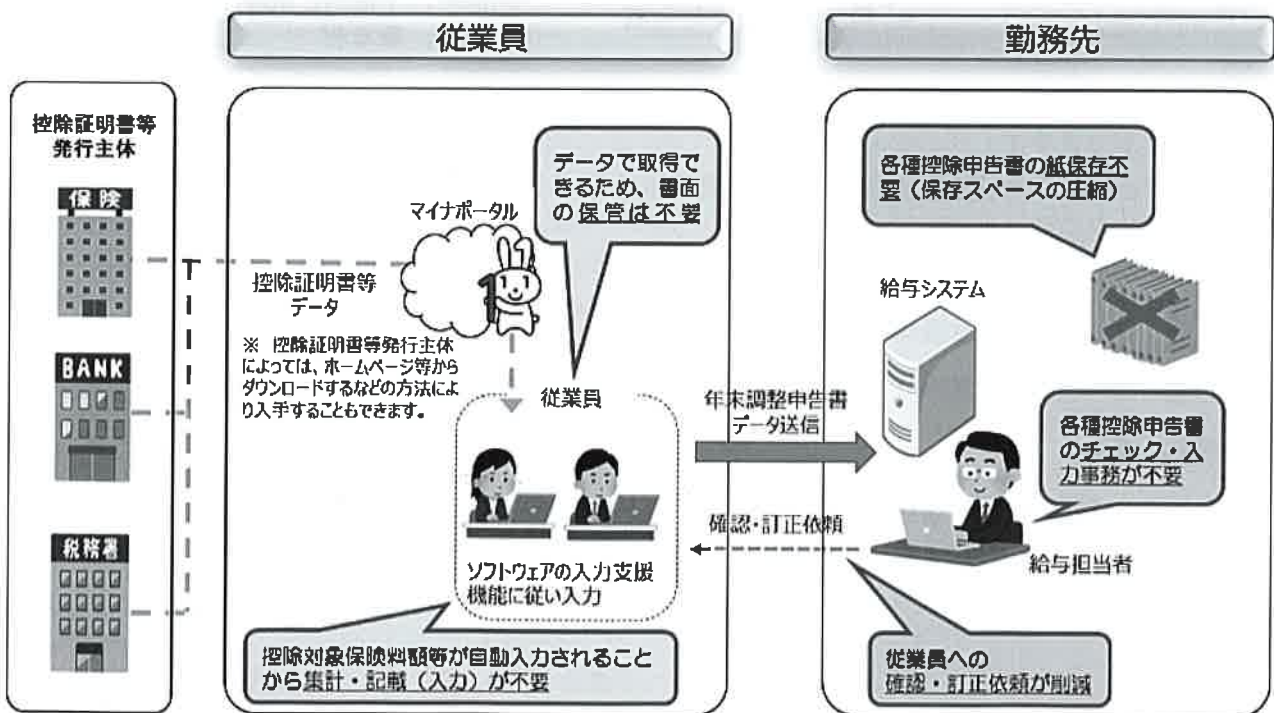 従業員
勤務先
控除証明書等
発行主体
保険
BANK
税務署
マイナポータル
控除証明書等
データ
※ 控除証明書等発行主体
によっては、ホームページ等から
ダウンロードするなどの方法によ
り入手することもできます。
データで取得で
きるため、書面
の保管は不要
従業員
ソフトウェアの入力支援
機能に従い入力
控除対象保険料額等が自動入力されること
から集計・記載（入力）が不要
年末調整申告書
データ送信
確認・訂正依頼
各種控除申告書の紙保存不
要（保存スペースの圧縮）
給与システム
各種控除申告書
のチェック・入
力事務が不要
給与担当者
従業員への
確認・訂正依頼が削減